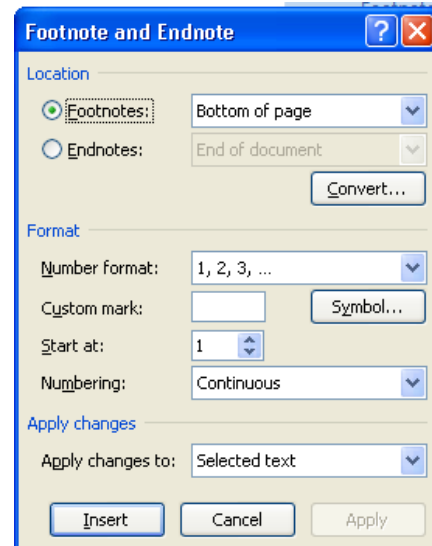 Footnote and Endnote
Location
Footnotes: Bottom of page
Endnotes: End of document
Convert...
Format
Number format: 1, 2, 3, ...
Custom mark: Symbol...
Start at: 1
Numbering: Continuous
Apply changes
Apply changes to: Selected text
Insert Cancel Apply